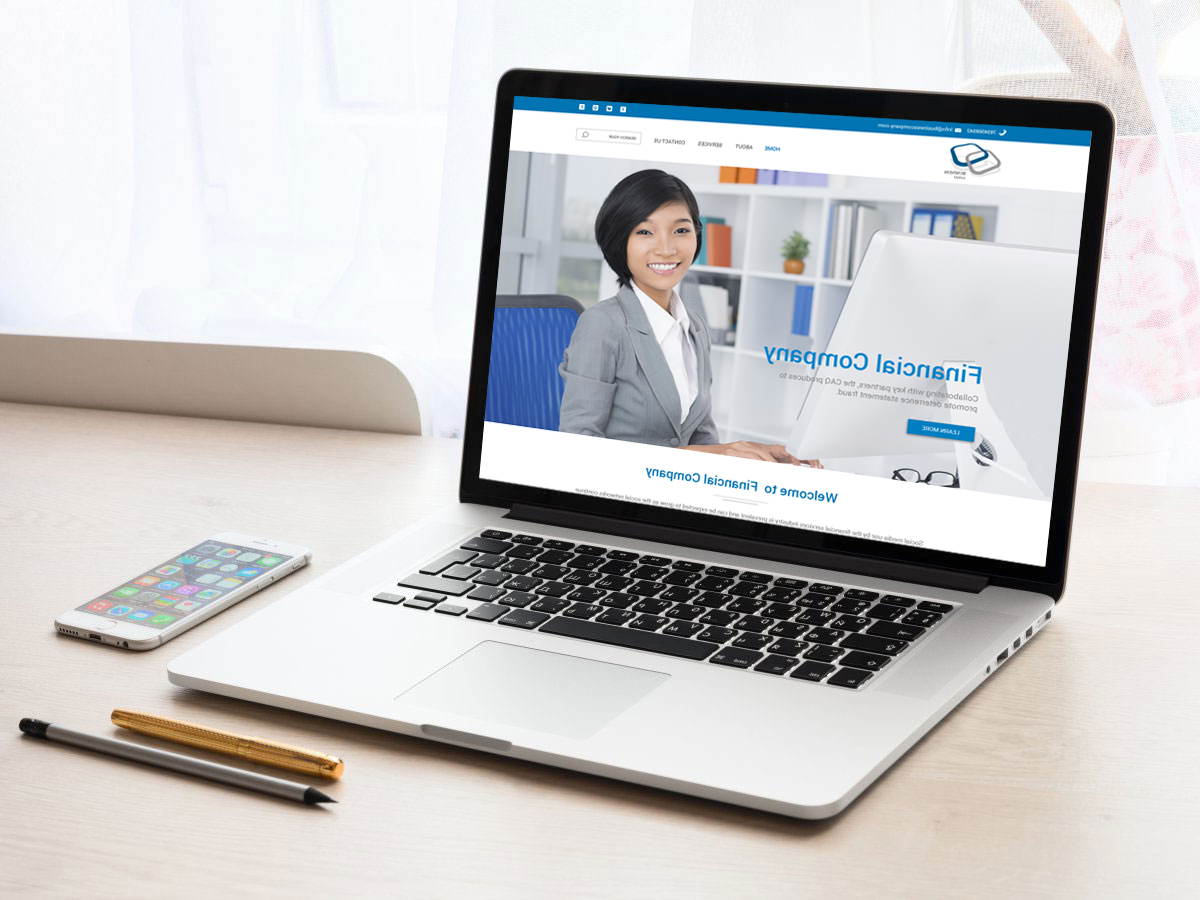 7834568942 info@businesscompany.com
BUSINESS
LOGO
HOME ABOUT SERVICES CONTACT US SEARCH YOUR
Financial Company
Collaborating with key partners, the CAQ produces to
promote deterrence statement fraud.
LEARN MORE
Welcome to Financial Company
Social media use by the financial services industry is prevalent and can be expected to grow as the social networks continue